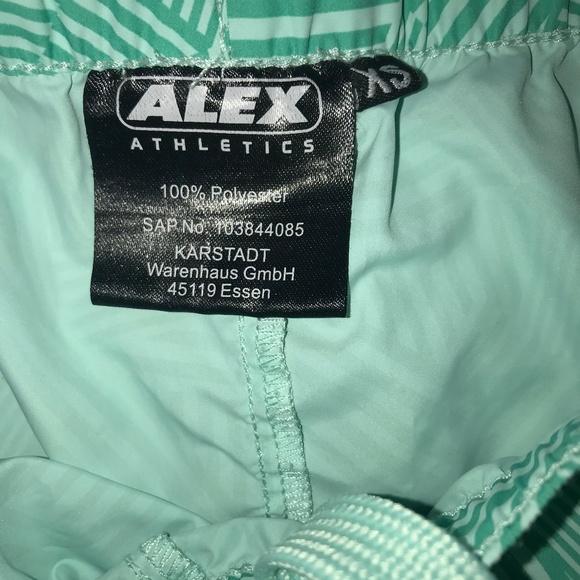 ALEX
ATHLETICS
XS
100% Polyester
SAP No. 103844085
KARSTADT
Warenhaus GmbH
45119 Essen